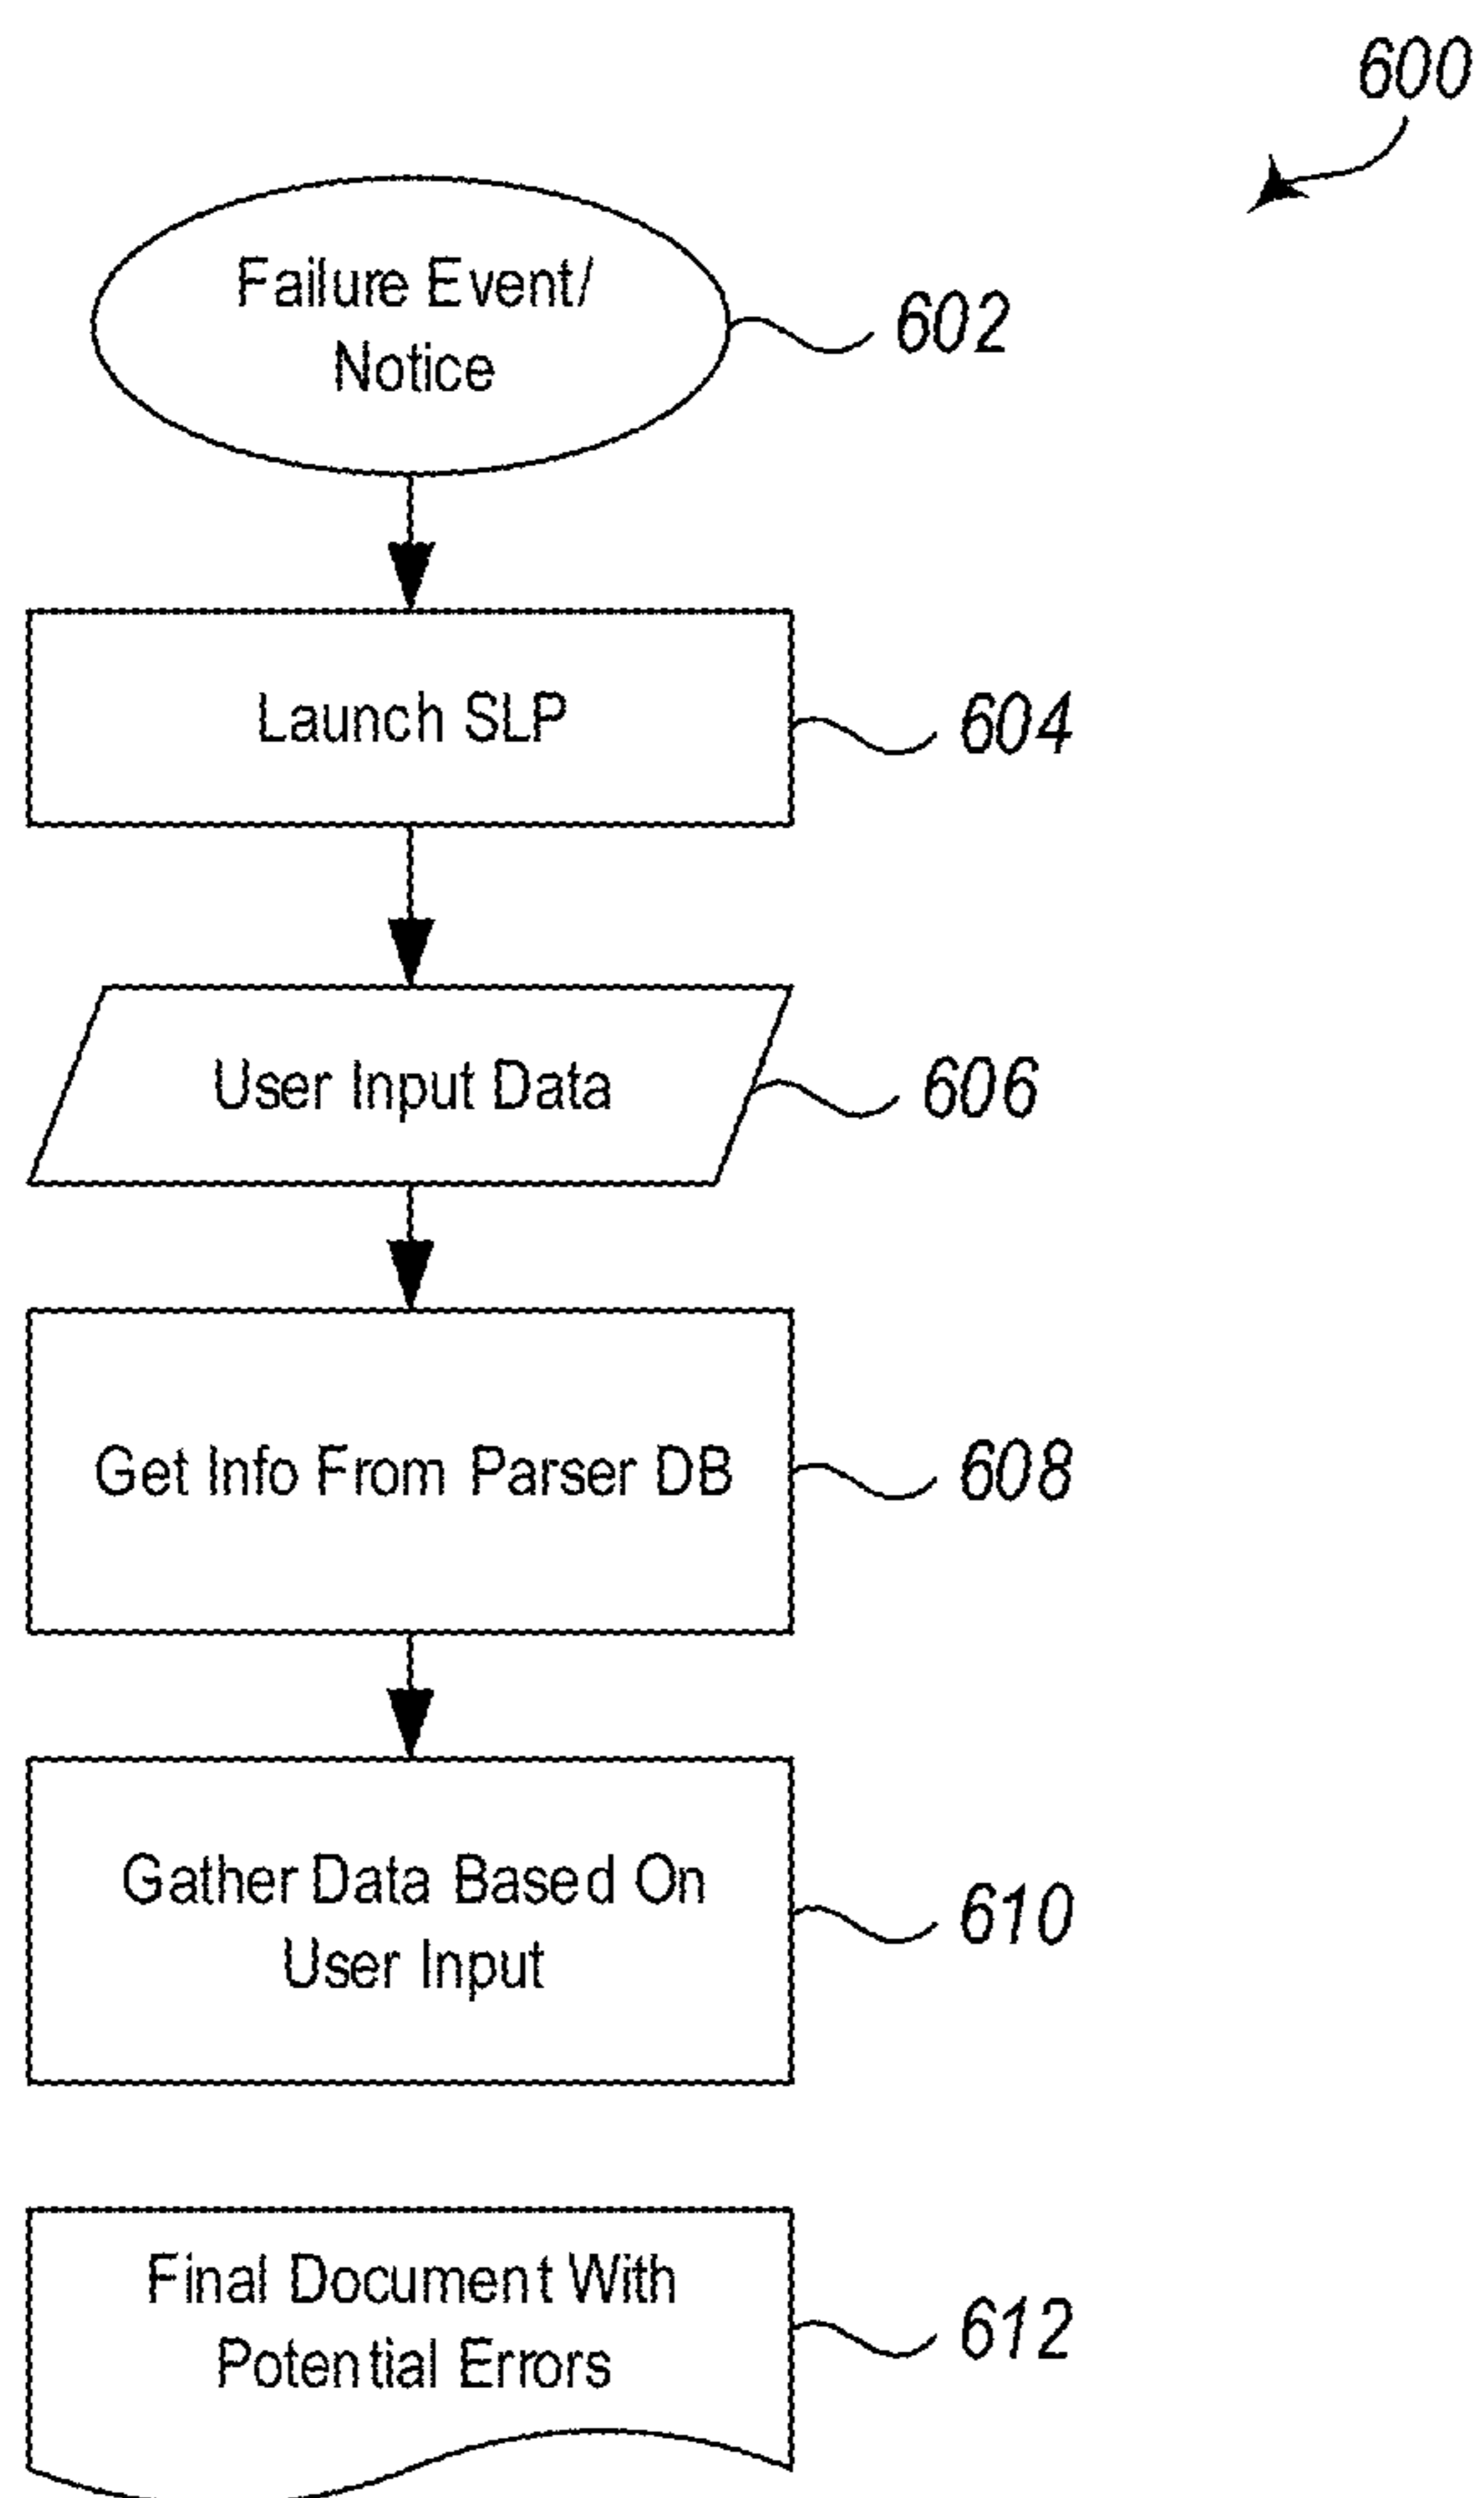 600
Failure Event/
Notice
602
Launch SLP
604
User Input Data
606
Get Info From Parser DB
608
Gather Data Based On
User Input
610
Final Document With
Potential Errors
612